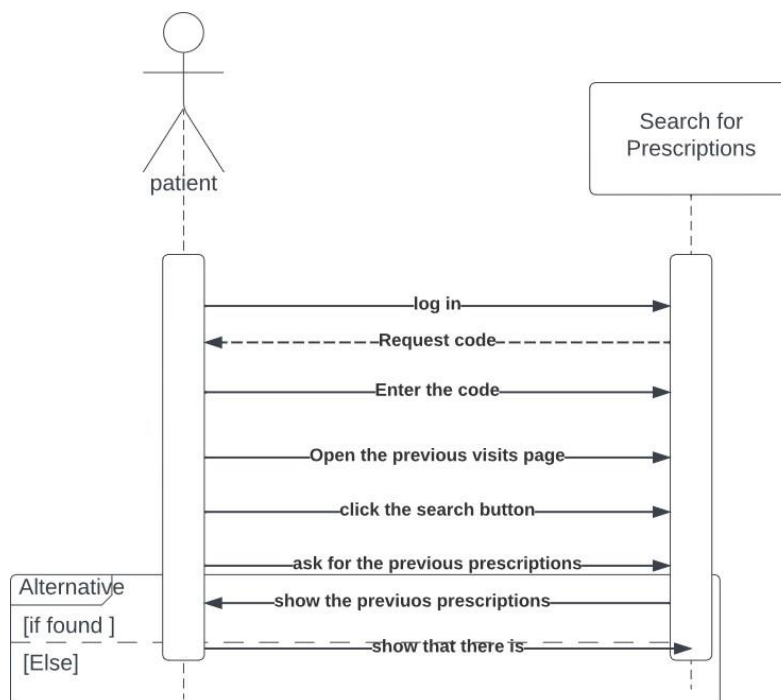 patient
Search for
Prescriptions
log in
Request code
Enter the code
Open the previous visits page
click the search button
ask for the previous prescriptions
Alternative
show the previuos prescriptions
[if found ]
show that there is
[Else]